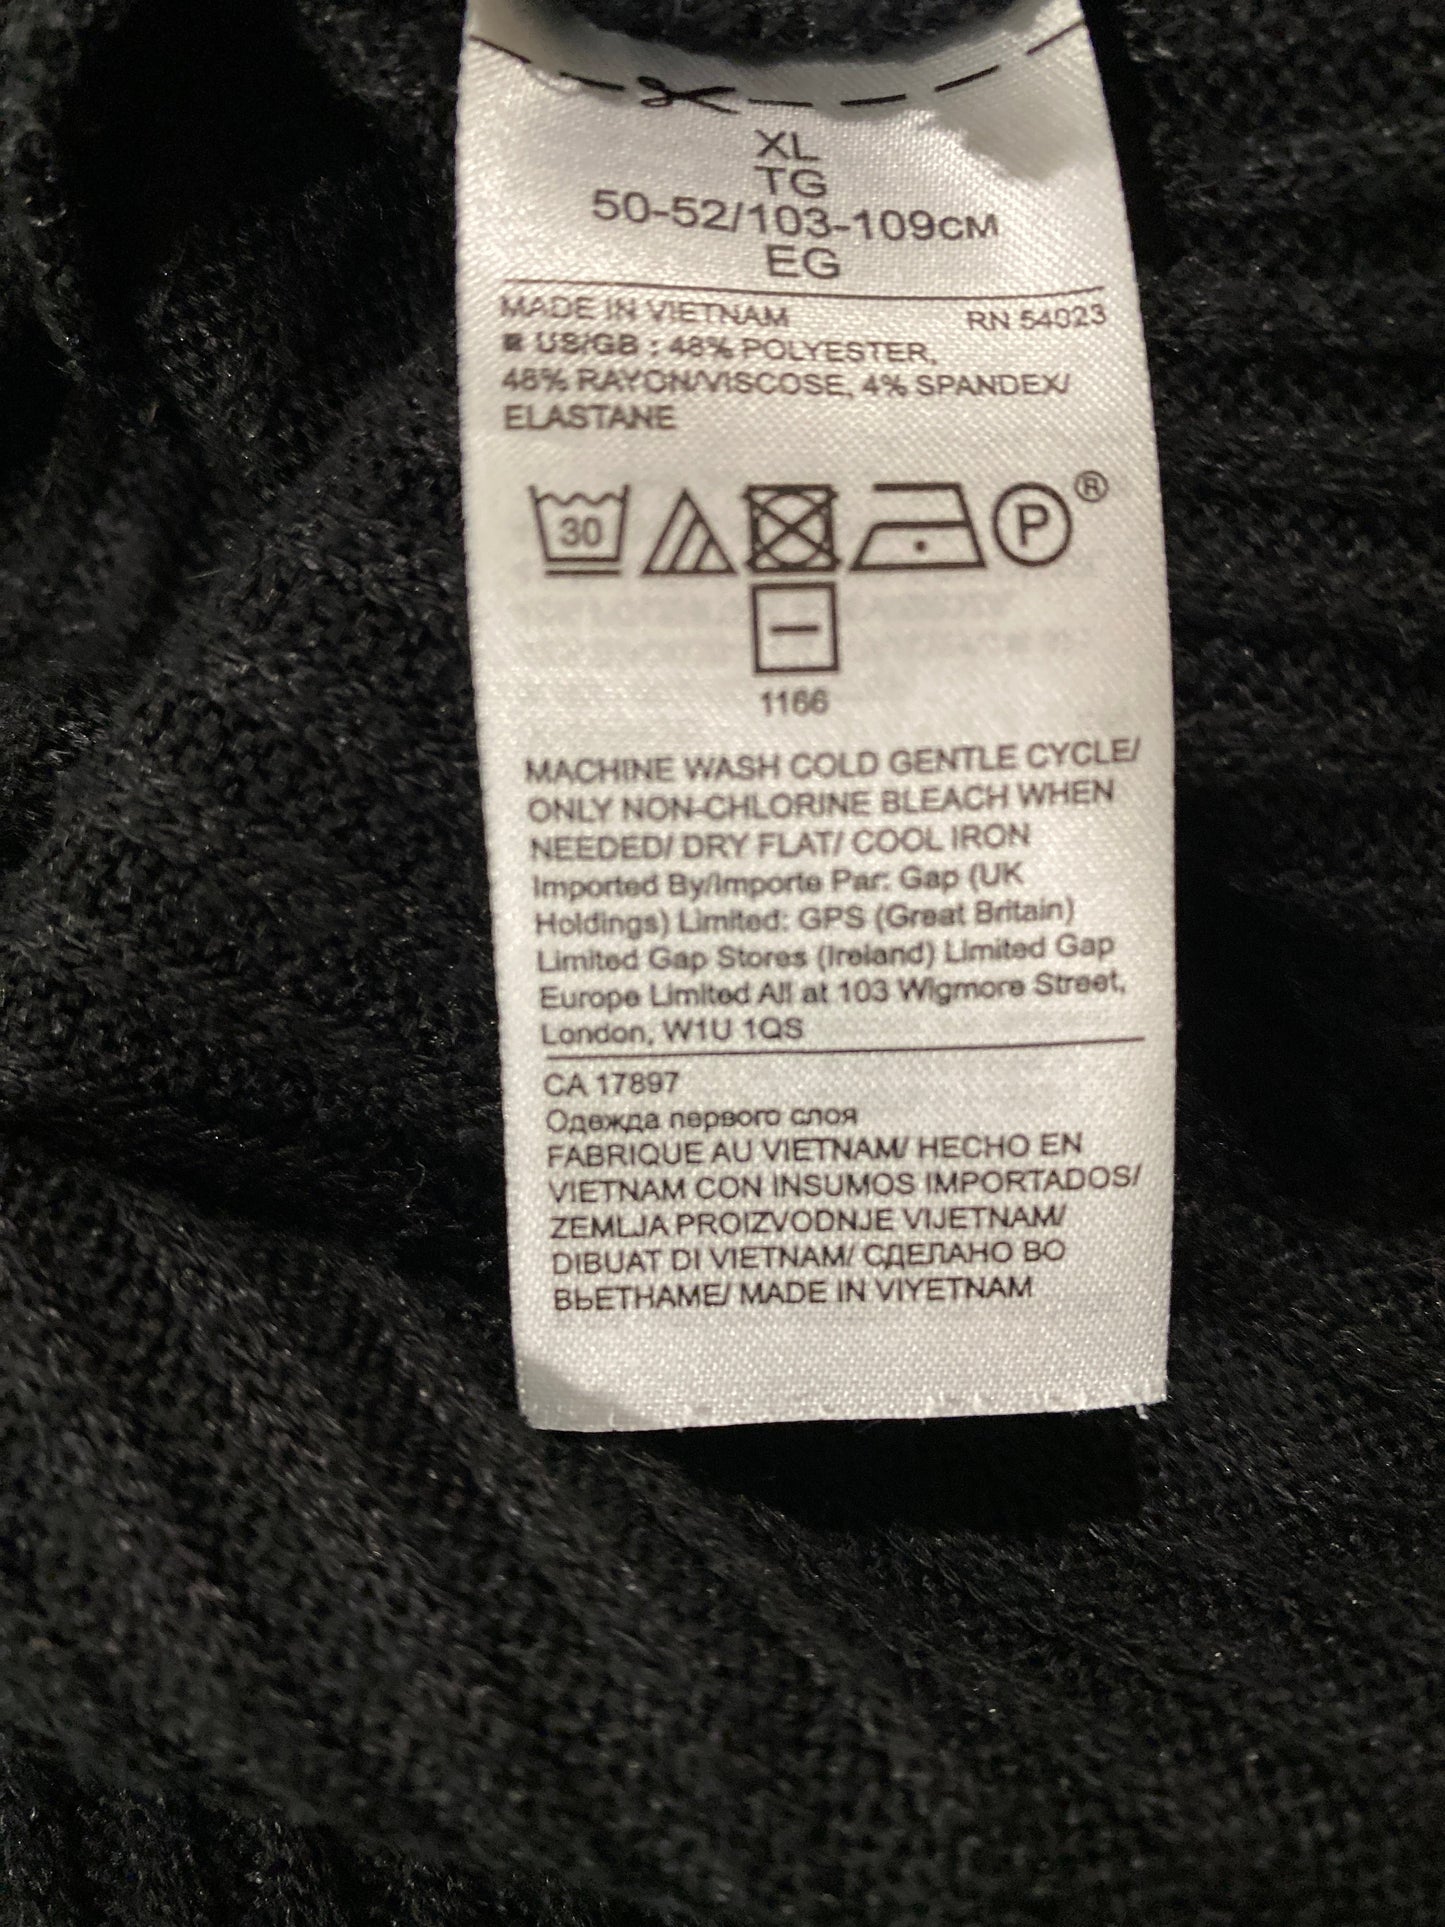 XL
TG
50-52/103-109CM
EG
MADE IN VIETNAM RN 54023
US/GB : 48% POLYESTER,
48% RAYON/VISCOSE, 4% SPANDEX/
ELASTANE
30 P ®
1166
MACHINE WASH COLD GENTLE CYCLE/
ONLY NON-CHLORINE BLEACH WHEN
NEEDED/ DRY FLAT/ COOL IRON
Imported By/Importe Par: Gap (UK
Holdings) Limited: GPS (Great Britain)
Limited Gap Stores (Ireland) Limited Gap
Europe Limited All at 103 Wigmore Street,
London, W1U 1QS
CA 17897
Одежда первого слоя
FABRIQUE AU VIETNAM/ HECHO EN
VIETNAM CON INSUMOS IMPORTADOS/
ZEMLJA PROIZVODNJE VIJETNAM/
DIBUAT DI VIETNAM/ СДЕЛАНО ВО
ВЬЕТНАМЕ/ MADE IN VIYETNAM